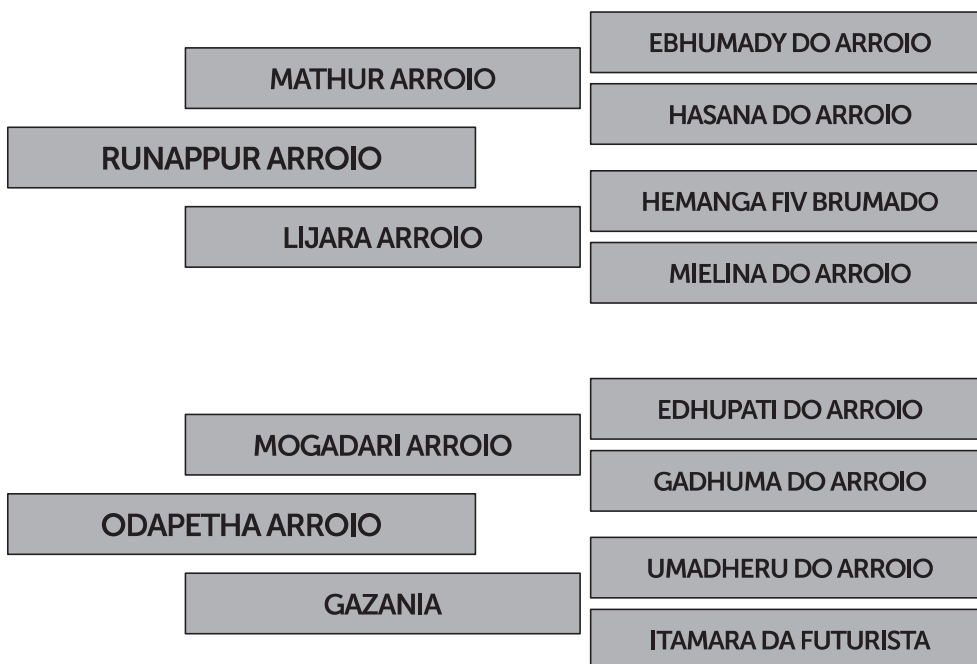 EBHUMADY DO ARROIO
MATHUR ARROIO
HASANA DO ARROIO
RUNAPPUR ARROIO
HEMANGA FIV BRUMADO
LIJARA ARROIO
MIELINA DO ARROIO
EDHUPATI DO ARROIO
MOGADARI ARROIO
GADHUMA DO ARROIO
ODAPETHA ARROIO
UMADHERU DO ARROIO
GAZANIA
ITAMARA DA FUTURISTA